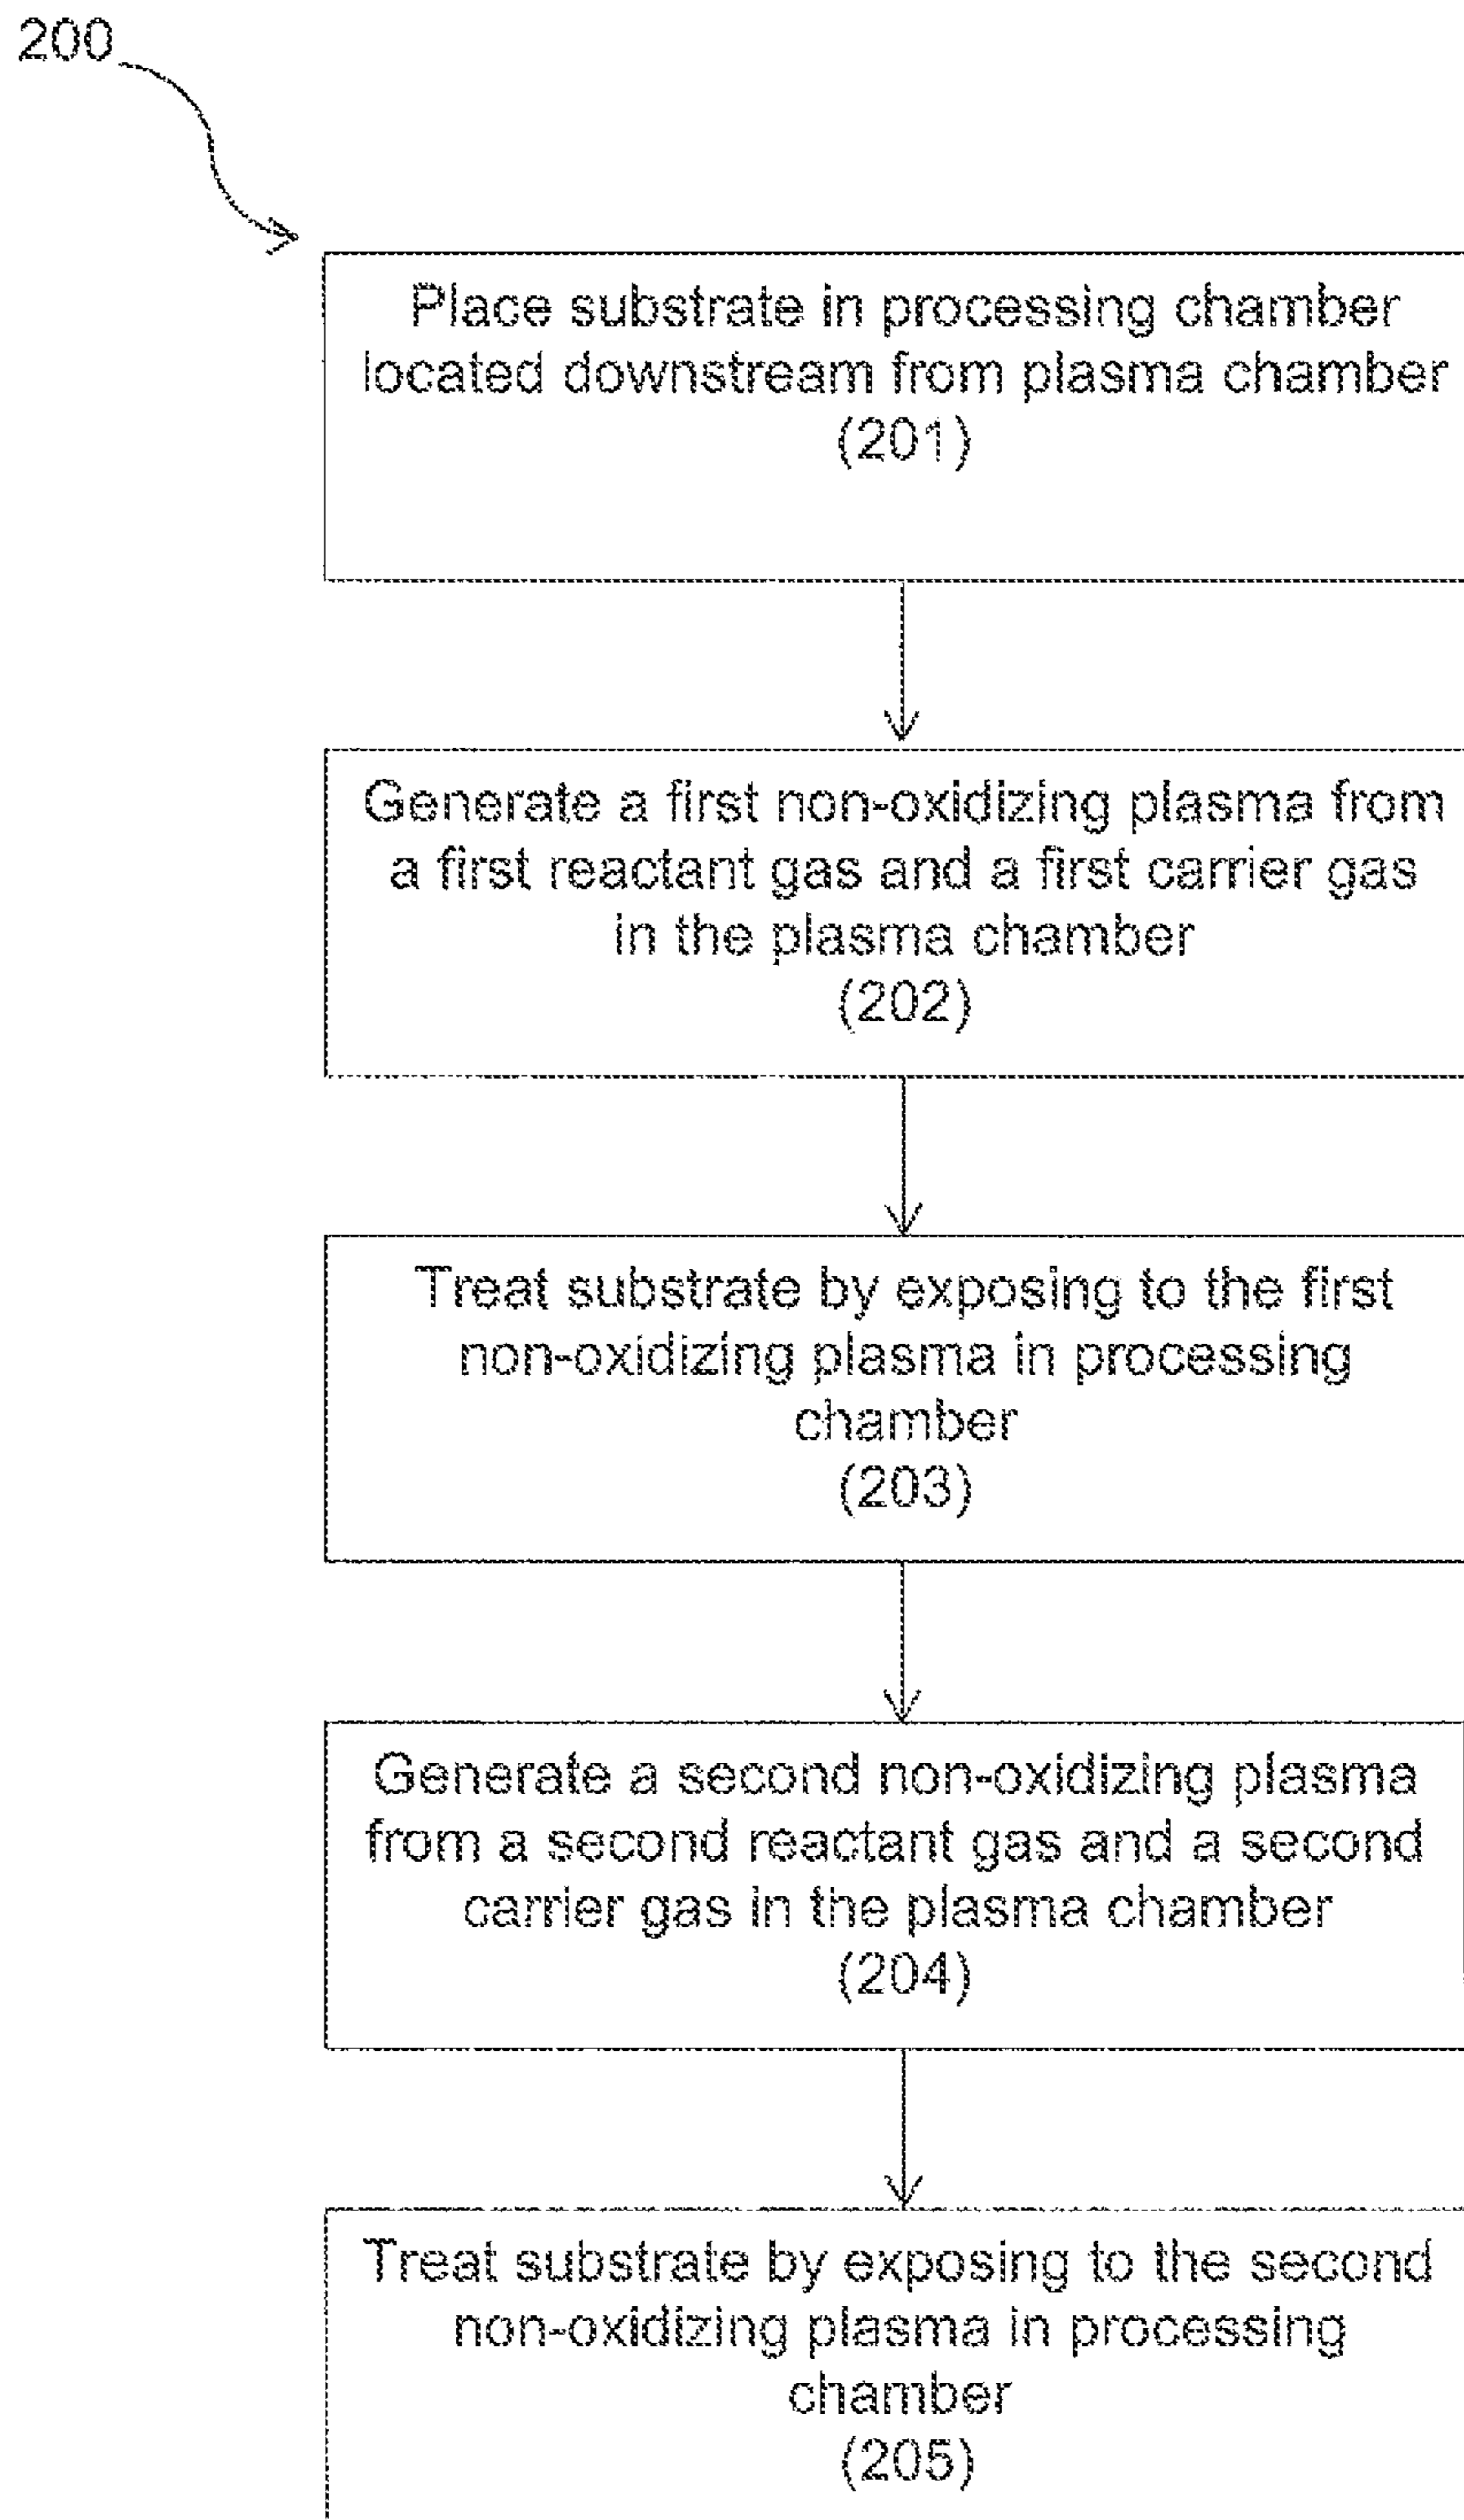 200
Place substrate in processing chamber
located downstream from plasma chamber
(201)
Generate a first non-oxidizing plasma from
a first reactant gas and a first carrier gas
in the plasma chamber
(202)
Treat substrate by exposing to the first
non-oxidizing plasma in processing
chamber
(203)
Generate a second non-oxidizing plasma
from a second reactant gas and a second
carrier gas in the plasma chamber
(204)
Treat substrate by exposing to the second
non-oxidizing plasma in processing
chamber
(205)